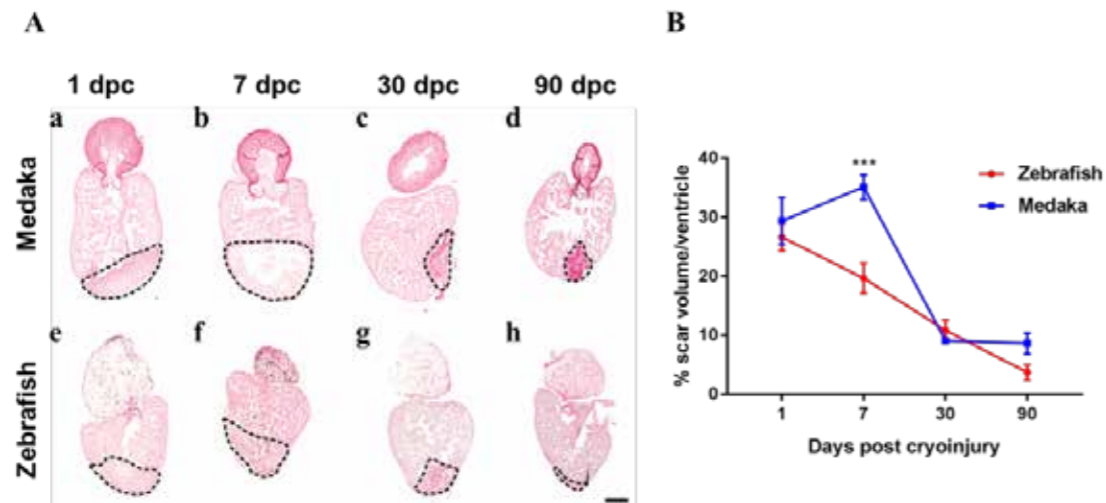 A
B
1 dpc 7 dpc 30 dpc 90 dpc
a b c d
Medaka
e f g h
Zebrafish
% scar volume/ventricle
40
30
20
10
0
***
Zebrafish
Medaka
1 7 30 90
Days post cryoinjury